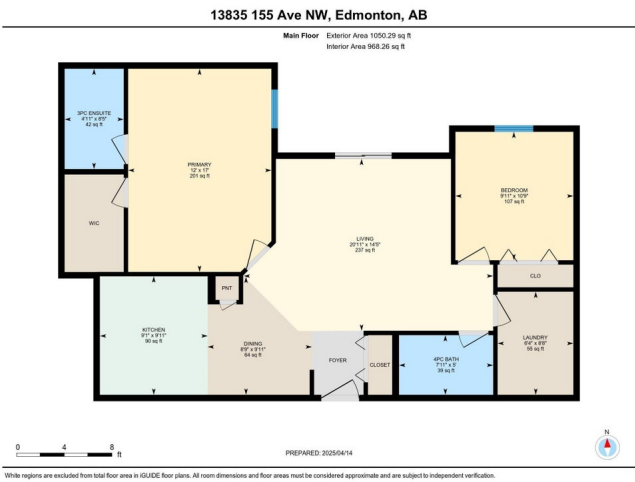 13835 155 Ave NW, Edmonton, AB
Main Floor Exterior Area 1050.29 sq ft
Interior Area 968.26 sq ft
3PC ENSUITE
4'11" x 8'5"
42 sq ft
PRIMARY
12' x 17'
201 sq ft
WIC
BEDROOM
9'11" x 10'9"
107 sq ft
LIVING
20'11" x 14'5"
237 sq ft
CLO
PNT
KITCHEN
9'1" x 9'11"
90 sq ft
DINING
8'9" x 9'11"
64 sq ft
FOYER
CLOSET
4PC BATH
7'11" x 5'
39 sq ft
LAUNDRY
6'4" x 8'8"
55 sq ft
0 4 8
ft
PREPARED: 2025/04/14
N
White regions are excluded from total floor area in iGUIDE floor plans. All room dimensions and floor areas must be considered approximate and are subject to independent verification.